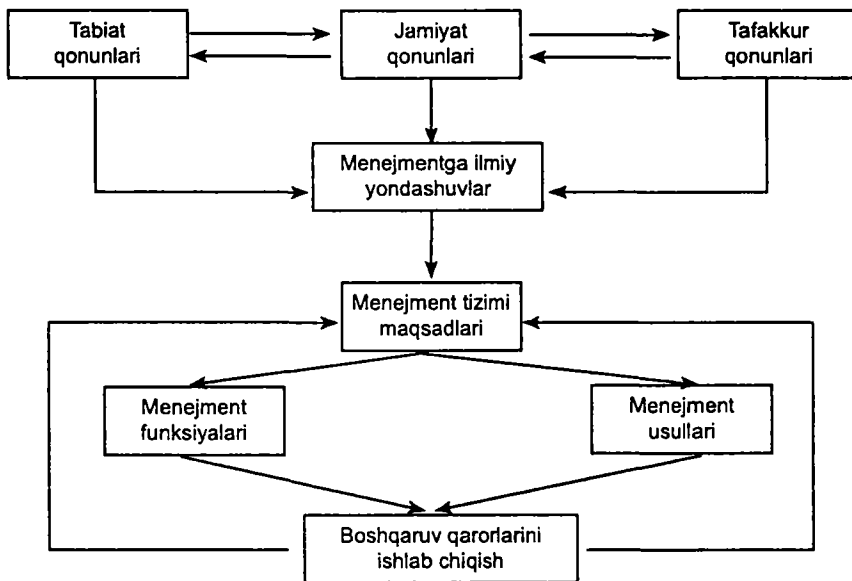 Tabiat
qonunlari
Jamiyat
qonunlari
Tafakkur
qonunlari
Menejmentga ilmiy
yondashuvlar
Menejment tizimi
maqsadlari
Menejment
funksiyalari
Menejment
usullari
Boshqaruv qarorlarini
ishlab chiqish